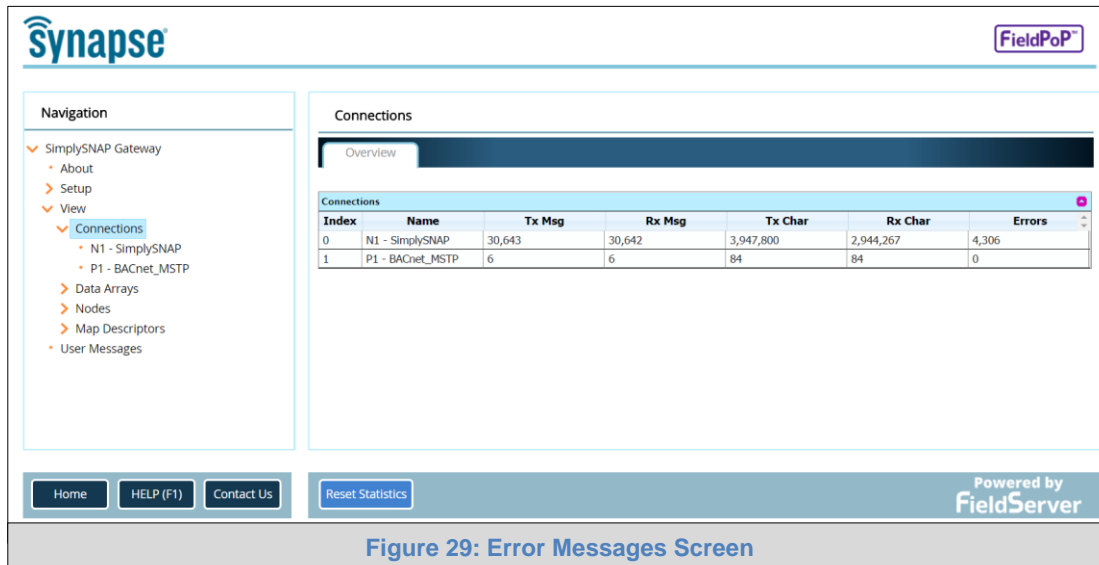 synapse
FieldPoP™
Navigation
SimplySNAP Gateway
About
Setup
View
Connections
N1 - SimplySNAP
P1 - BACnet_MSTP
Data Arrays
Nodes
Map Descriptors
User Messages
Connections
Overview
Connections
Index Name Tx Msg Rx Msg Tx Char Rx Char Errors
0 N1 - SimplySNAP 30,643 30,642 3,947,800 2,944,267 4,306
1 P1 - BACnet_MSTP 6 6 84 84 0
Home HELP (F1) Contact Us Reset Statistics
Powered by
FieldServer
Figure 29: Error Messages Screen